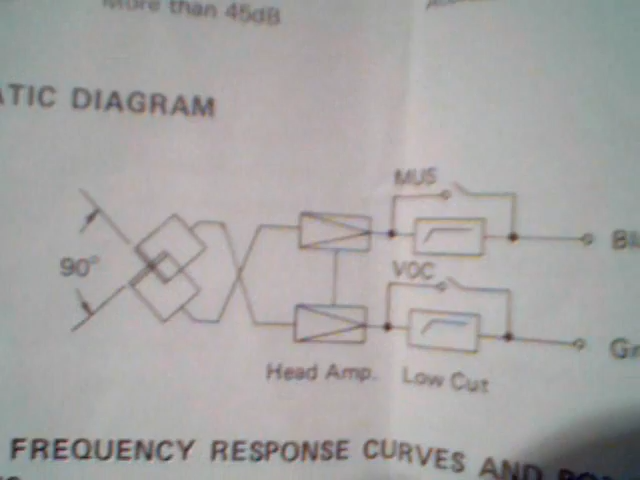 More than 45dB
ATIC DIAGRAM
MUS
90°
VOC
Head Amp.
Low Cut
FREQUENCY RESPONSE CURVES AND